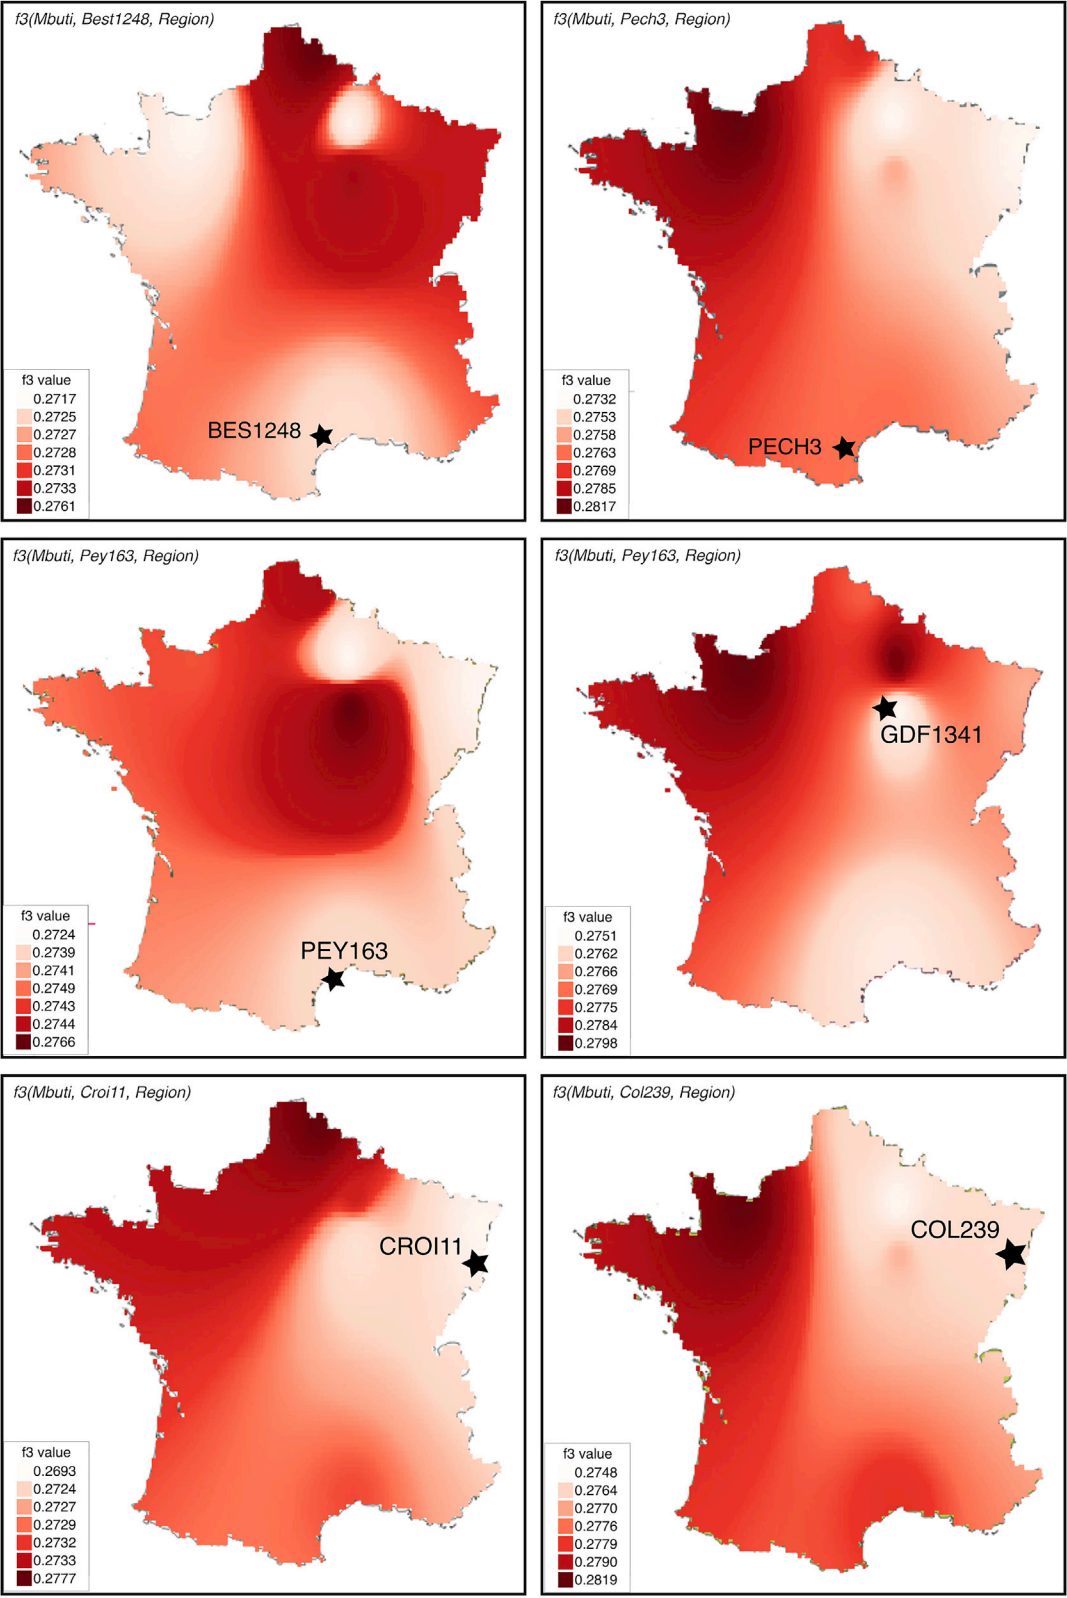 f3(Mbuti, Best1248, Region)
BES1248
f3 value
0.2717
0.2725
0.2727
0.2728
0.2731
0.2733
0.2761
f3(Mbuti, Pech3, Region)
PECH3
f3 value
0.2732
0.2753
0.2758
0.2763
0.2769
0.2785
0.2817
f3(Mbuti, Pey163, Region)
PEY163
f3 value
0.2724
0.2739
0.2741
0.2749
0.2743
0.2744
0.2766
f3(Mbuti, Pey163, Region)
GDF1341
f3 value
0.2751
0.2762
0.2766
0.2769
0.2775
0.2784
0.2798
f3(Mbuti, Croi11, Region)
CROI11
f3 value
0.2693
0.2724
0.2727
0.2729
0.2732
0.2733
0.2777
f3(Mbuti, Col239, Region)
COL239
f3 value
0.2748
0.2764
0.2770
0.2776
0.2779
0.2790
0.2819